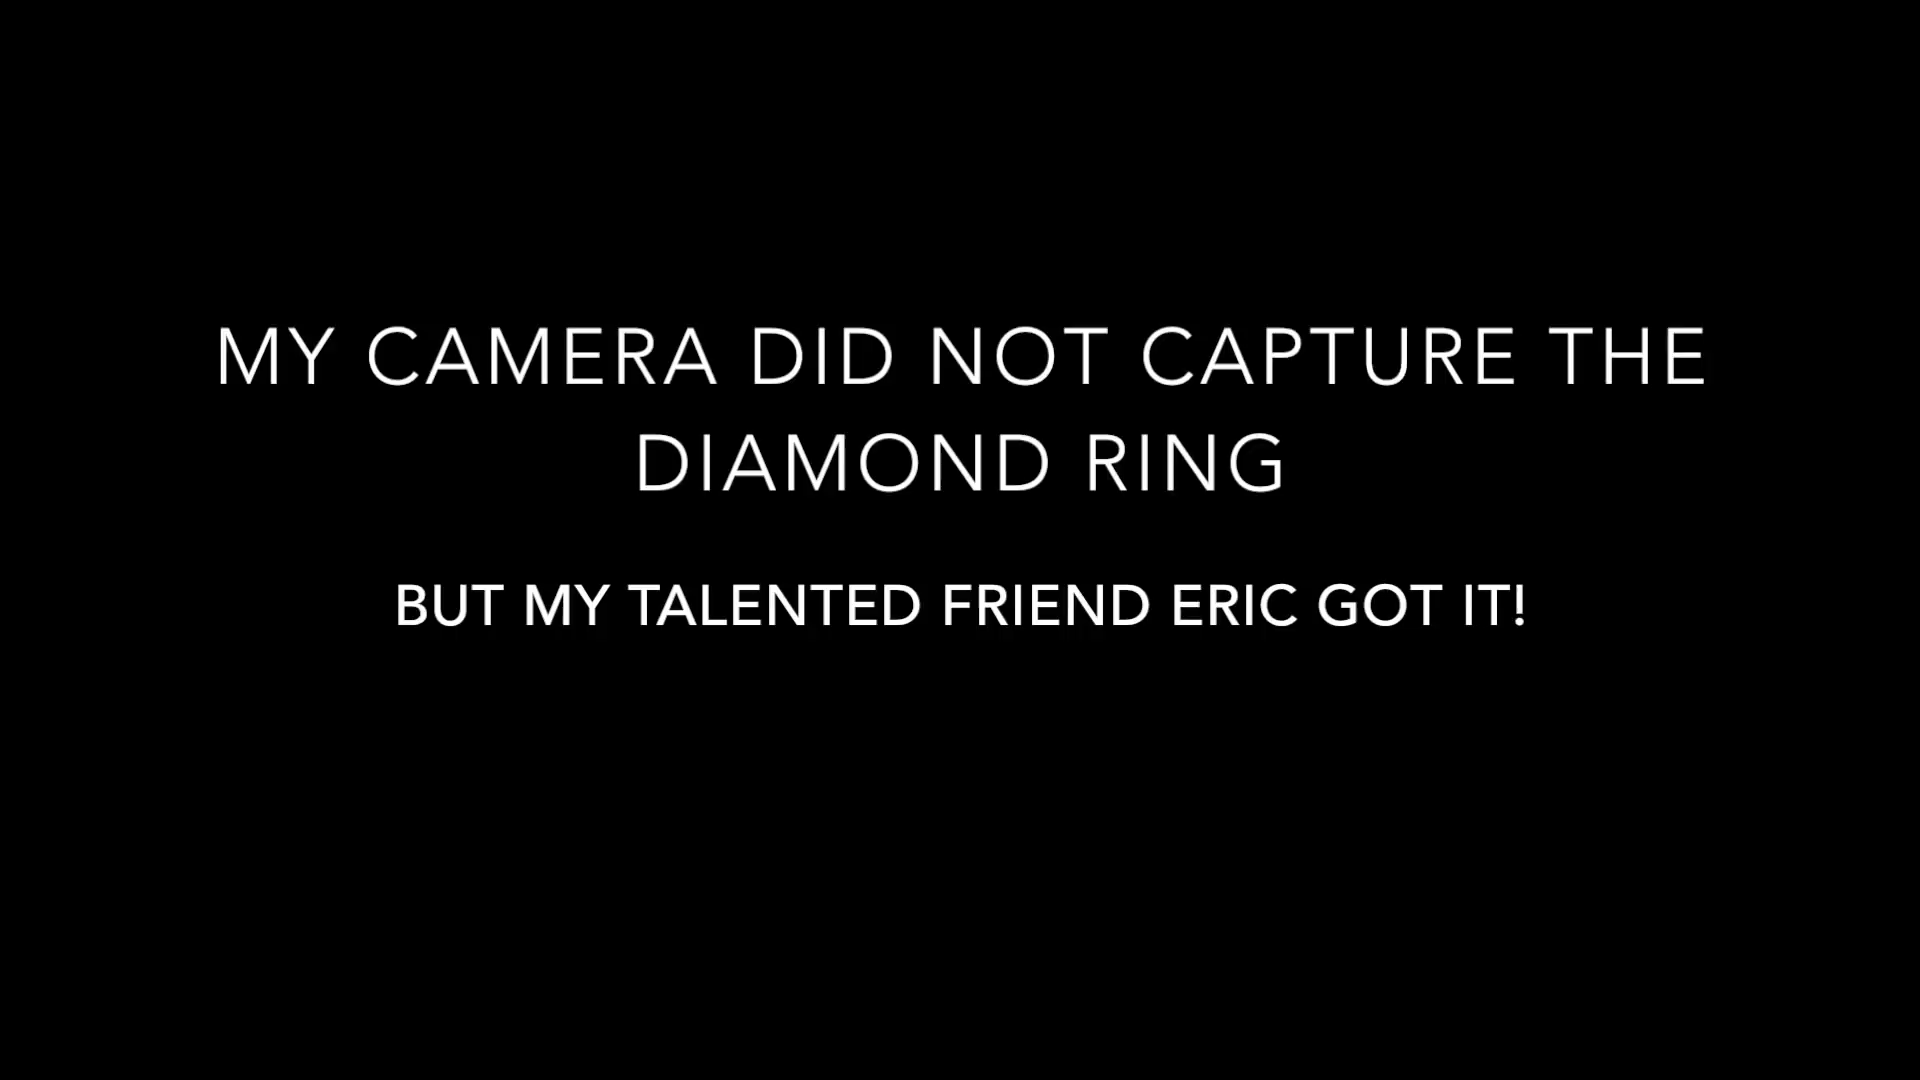 MY CAMERA DID NOT CAPTURE THE
DIAMOND RING
BUT MY TALENTED FRIEND ERIC GOT IT!